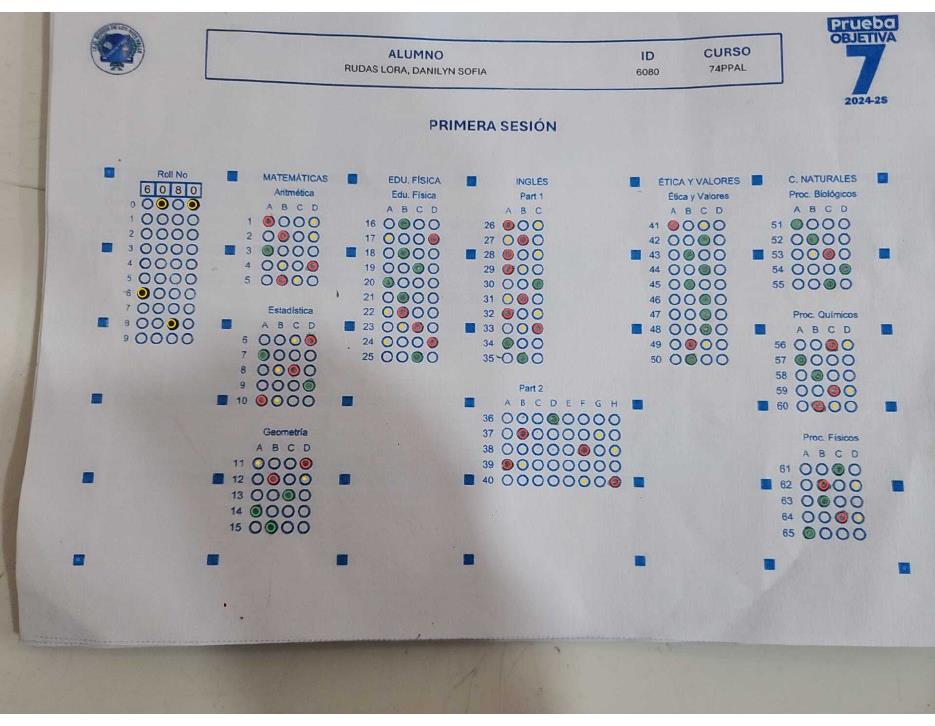 Prueba
OBJETIVA
7
2024-2S
ALUMNO ID CURSO
RUDAS LORA, DANILYN SOFIA 6080 74PPAL
PRIMERA SESIÓN
Roll No
6 0 8 0
0
1
2
3
4
5
6
7
8
9
MATEMÁTICAS
Aritmética
A B C D
1
2
3
4
5
Estadística
A B C D
6
7
8
9
10
Geometría
A B C D
11
12
13
14
15
EDU. FÍSICA
Edu. Física
A B C D
16
17
18
19
20
21
22
23
24
25
INGLÉS
Part 1
A B C
26
27
28
29
30
31
32
33
34
35
Part 2
A B C D E F G H
36
37
38
39
40
ÉTICA Y VALORES
Ética y Valores
A B C D
41
42
43
44
45
46
47
48
49
50
C. NATURALES
Proc. Biológicos
A B C D
51
52
53
54
55
Proc. Químicos
A B C D
56
57
58
59
60
Proc. Físicos
A B C D
61
62
63
64
65